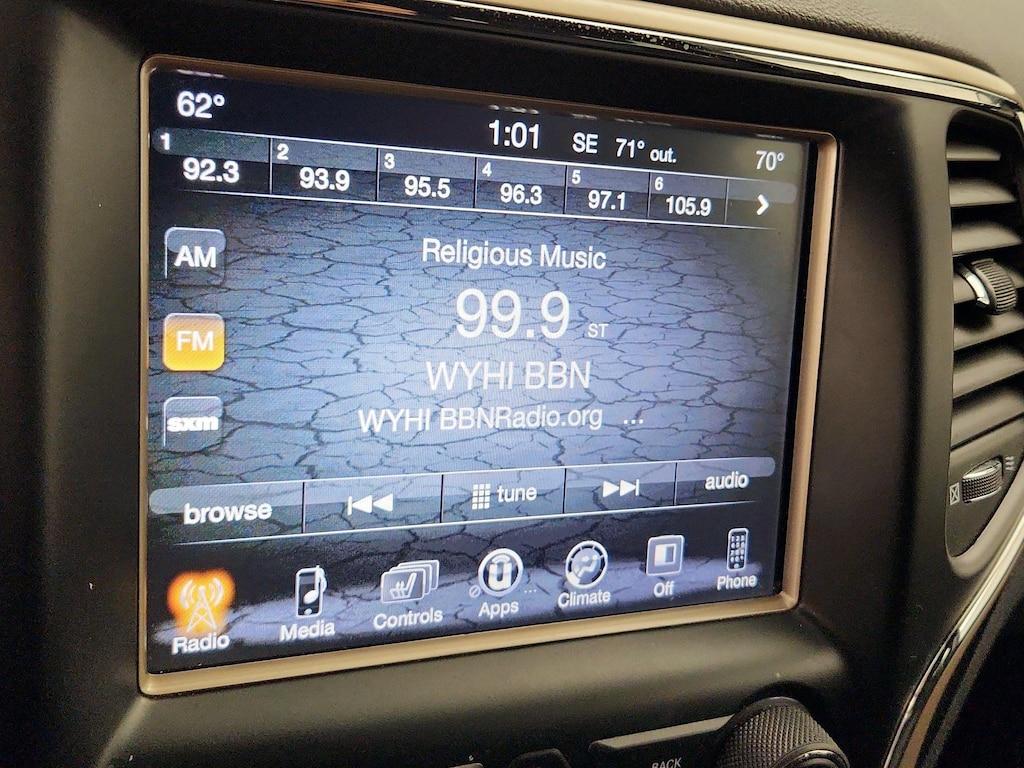 62° 1:01 SE 71° out. 70°
1 92.3 2 93.9 3 95.5 4 96.3 5 97.1 6 105.9
AM
Religious Music
FM
99.9 ST
WYHI BBN
sxm
WYHI BBNRadio.org ...
browse tune audio
Radio Media Controls Apps ... Climate Off Phone
BACK